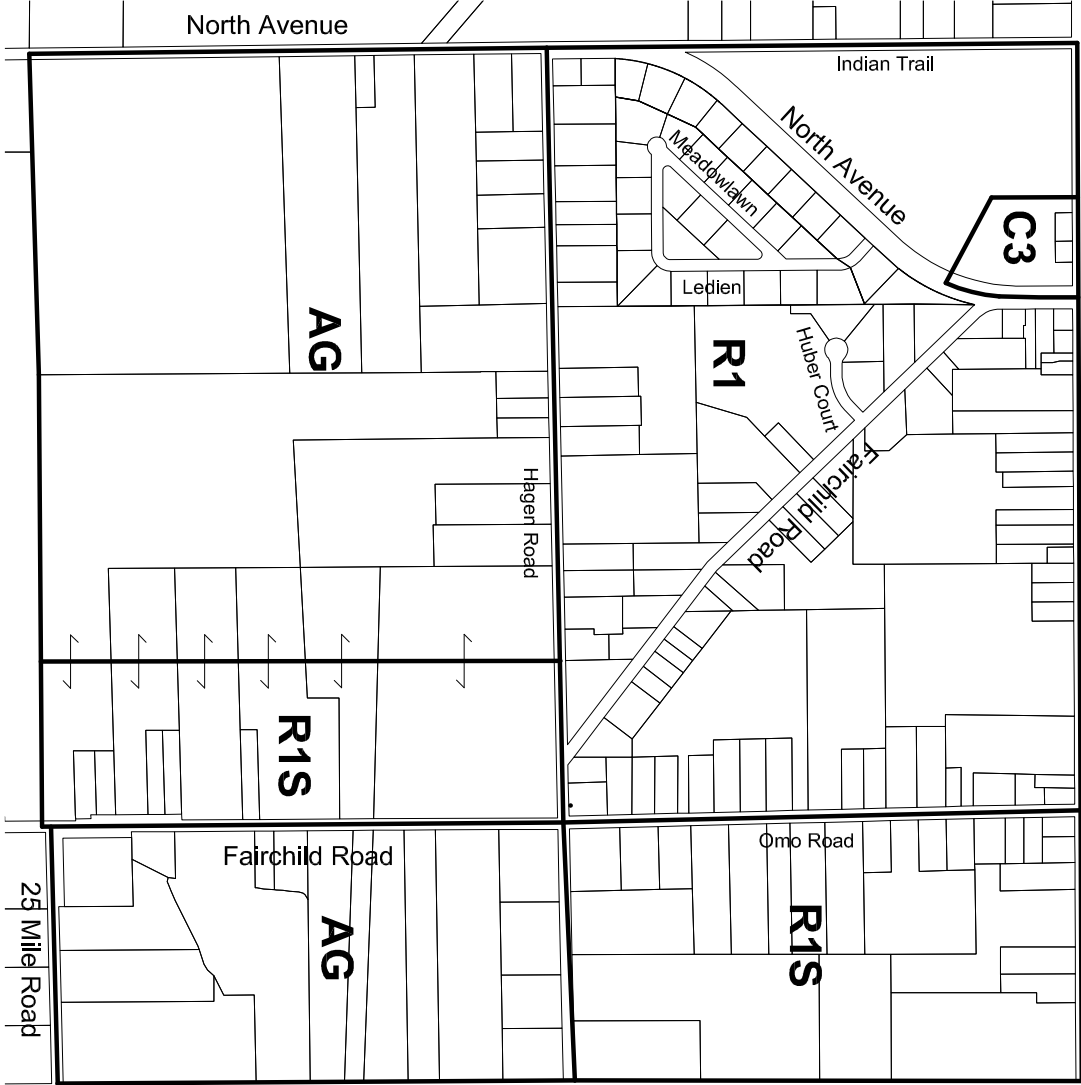 North Avenue
Indian Trail
North Avenue
Meadowlawn
C3
Ledien
AG
R1
Huber Court
Fairchild Road
Hagen Road
R1S
Omo Road
Fairchild Road
25 Mile Road
AG
R1S